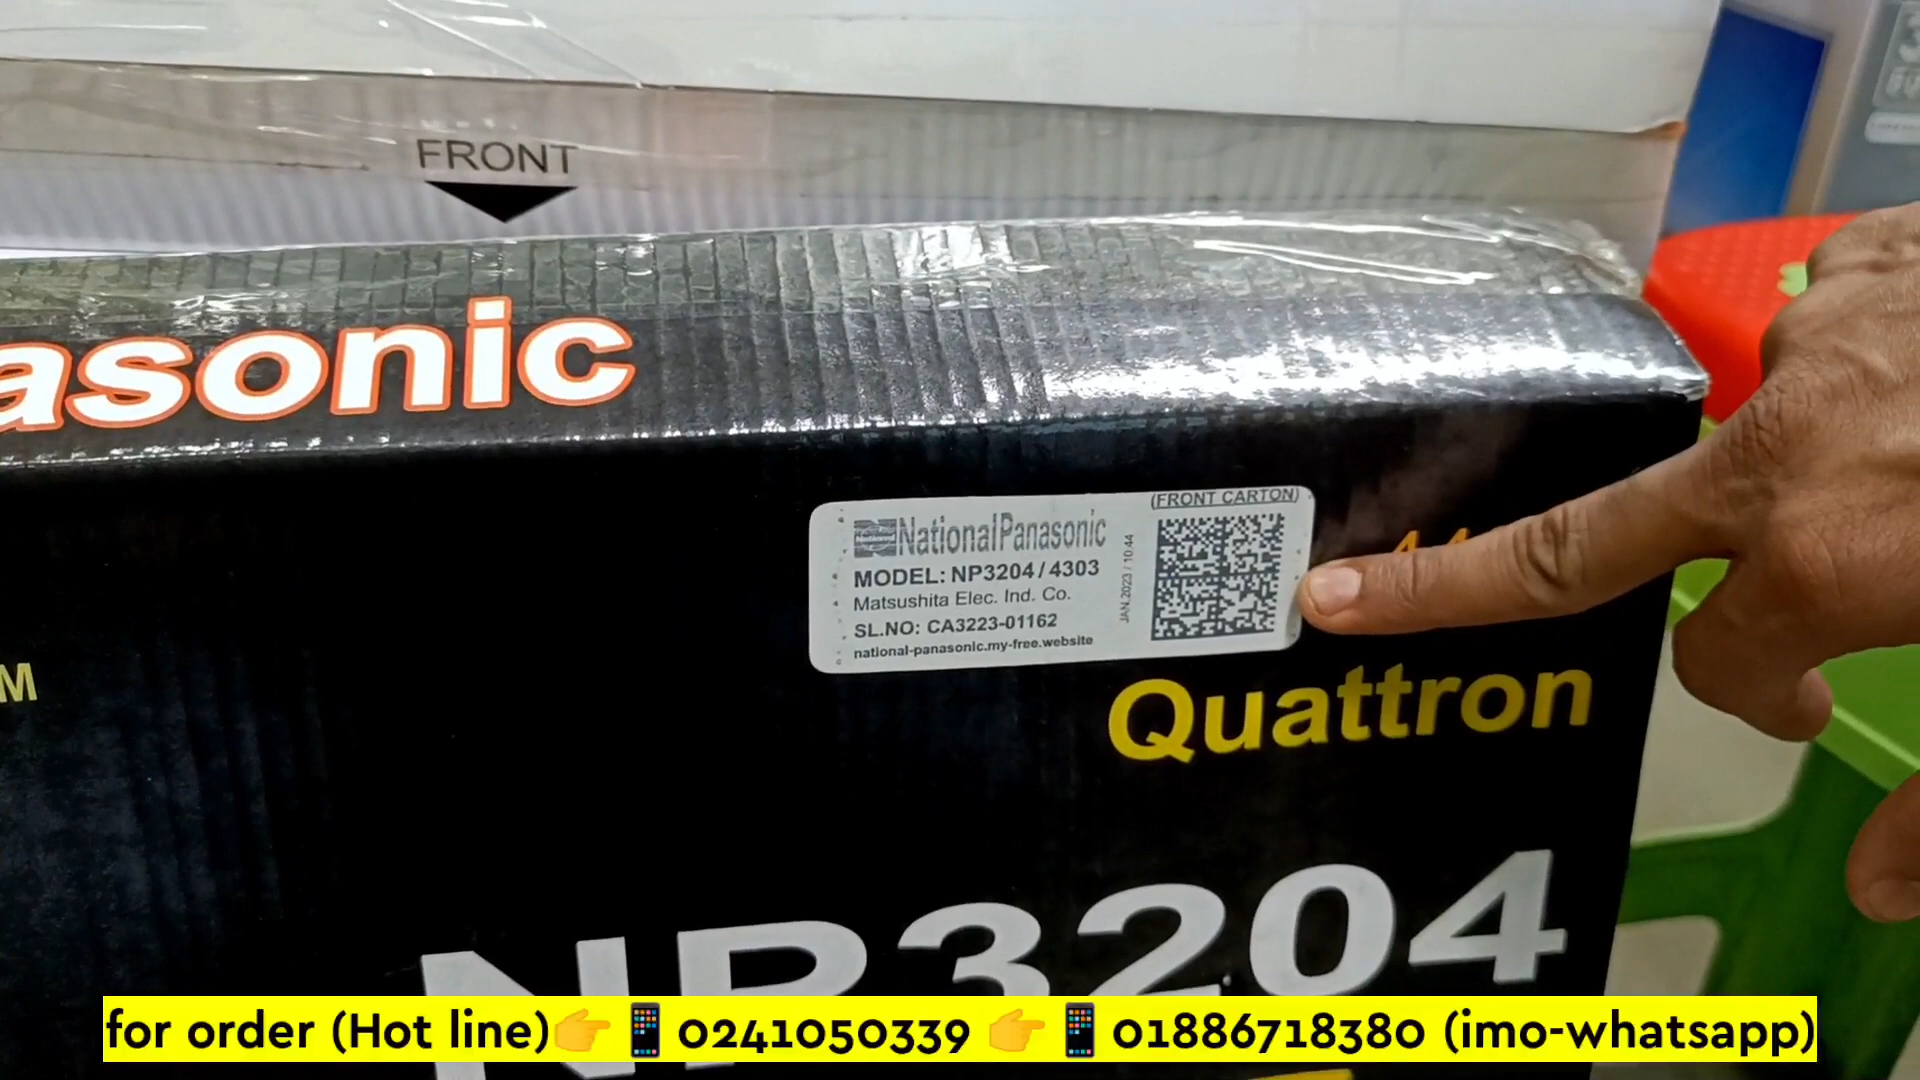 FRONT
asonic
(FRONT CARTON)
National NationalPanasonic
MODEL: NP3204/4303
Matsushita Elec. Ind. Co.
SL.NO: CA3223-01162
national-panasonic.my-free.website
JAN.2023 / 10:44
M
Quattron
NP3204
for order (Hot line)👉📱0241050339 👉📱01886718380 (imo-whatsapp)